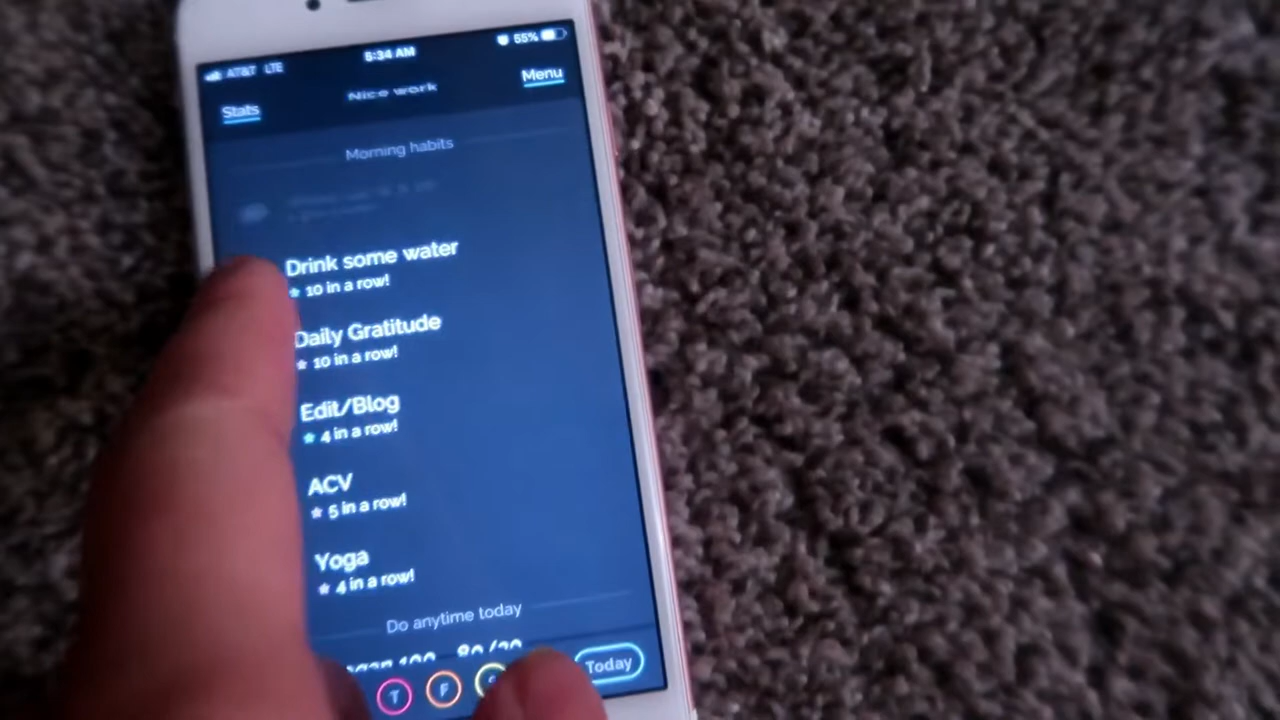 AT&T LTE 5:34 AM 55%
Stats Nice work Menu
Morning habits
Drink some water
10 in a row!
Daily Gratitude
10 in a row!
Edit/Blog
4 in a row!
ACV
5 in a row!
Yoga
4 in a row!
Do anytime today
80/20
T F Today